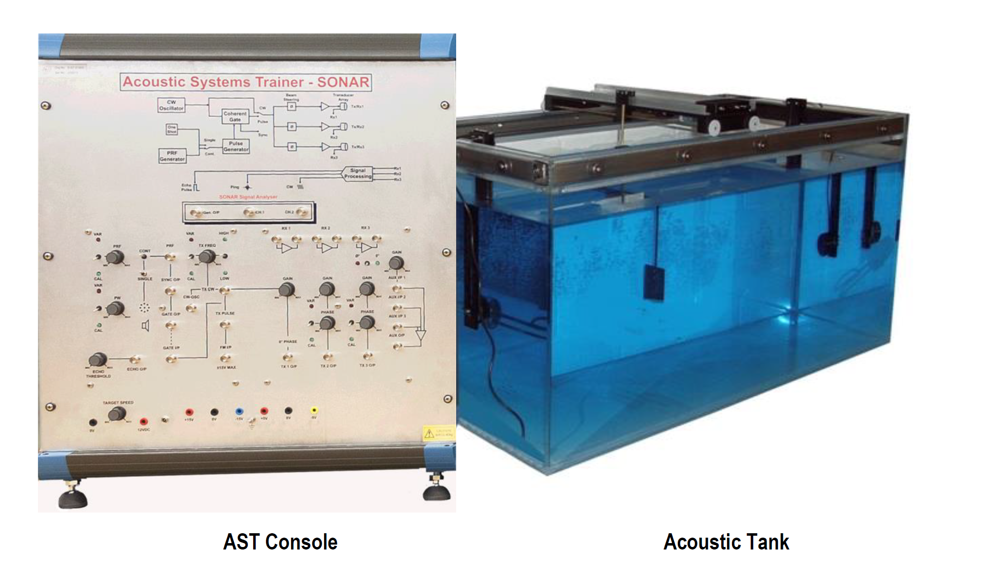 Acoustic Systems Trainer - SONAR
CW
Oscillator
Coherent
Gate
CW
Pulse
Sync
Beam
Steering
Ø
Ø
Ø
Transducer
Array
Tx/Rx1
Rx1
Tx/Rx2
Rx2
Tx/Rx3
Rx3
One
Shot
PRF
Generator
Single
Cont.
Pulse
Generator
Signal
Processing
Rx1
Rx2
Rx3
Echo
Pulse
Ping
CW
SONAR Signal Analyser
Gen. O/P
CH.1
CH.2
VAR
PRF
CAL
CONT
SINGLE
PRF
SYNC O/P
VAR
HIGH
TX FREQ
CAL
LOW
RX 1
RX 2
RX 3
Ø°
0°
GAIN
MIN
MAX
VAR
PW
CAL
GATE O/P
GATE I/P
CW-OSC
TX CW
TX PULSE
FM I/P
±15V MAX
GAIN
GAIN
GAIN
VAR
PHASE
CAL
VAR
PHASE
CAL
0° PHASE
TX 1 O/P
TX 2 O/P
TX 3 O/P
AUX I/P 1
AUX I/P 2
AUX I/P 3
AUX O/P
ECHO
THRESHOLD
ECHO O/P
TARGET SPEED
0V
12VDC
+15V
0V
-15V
+5V
0V
-5V
CAUTION
AST Console
Acoustic Tank